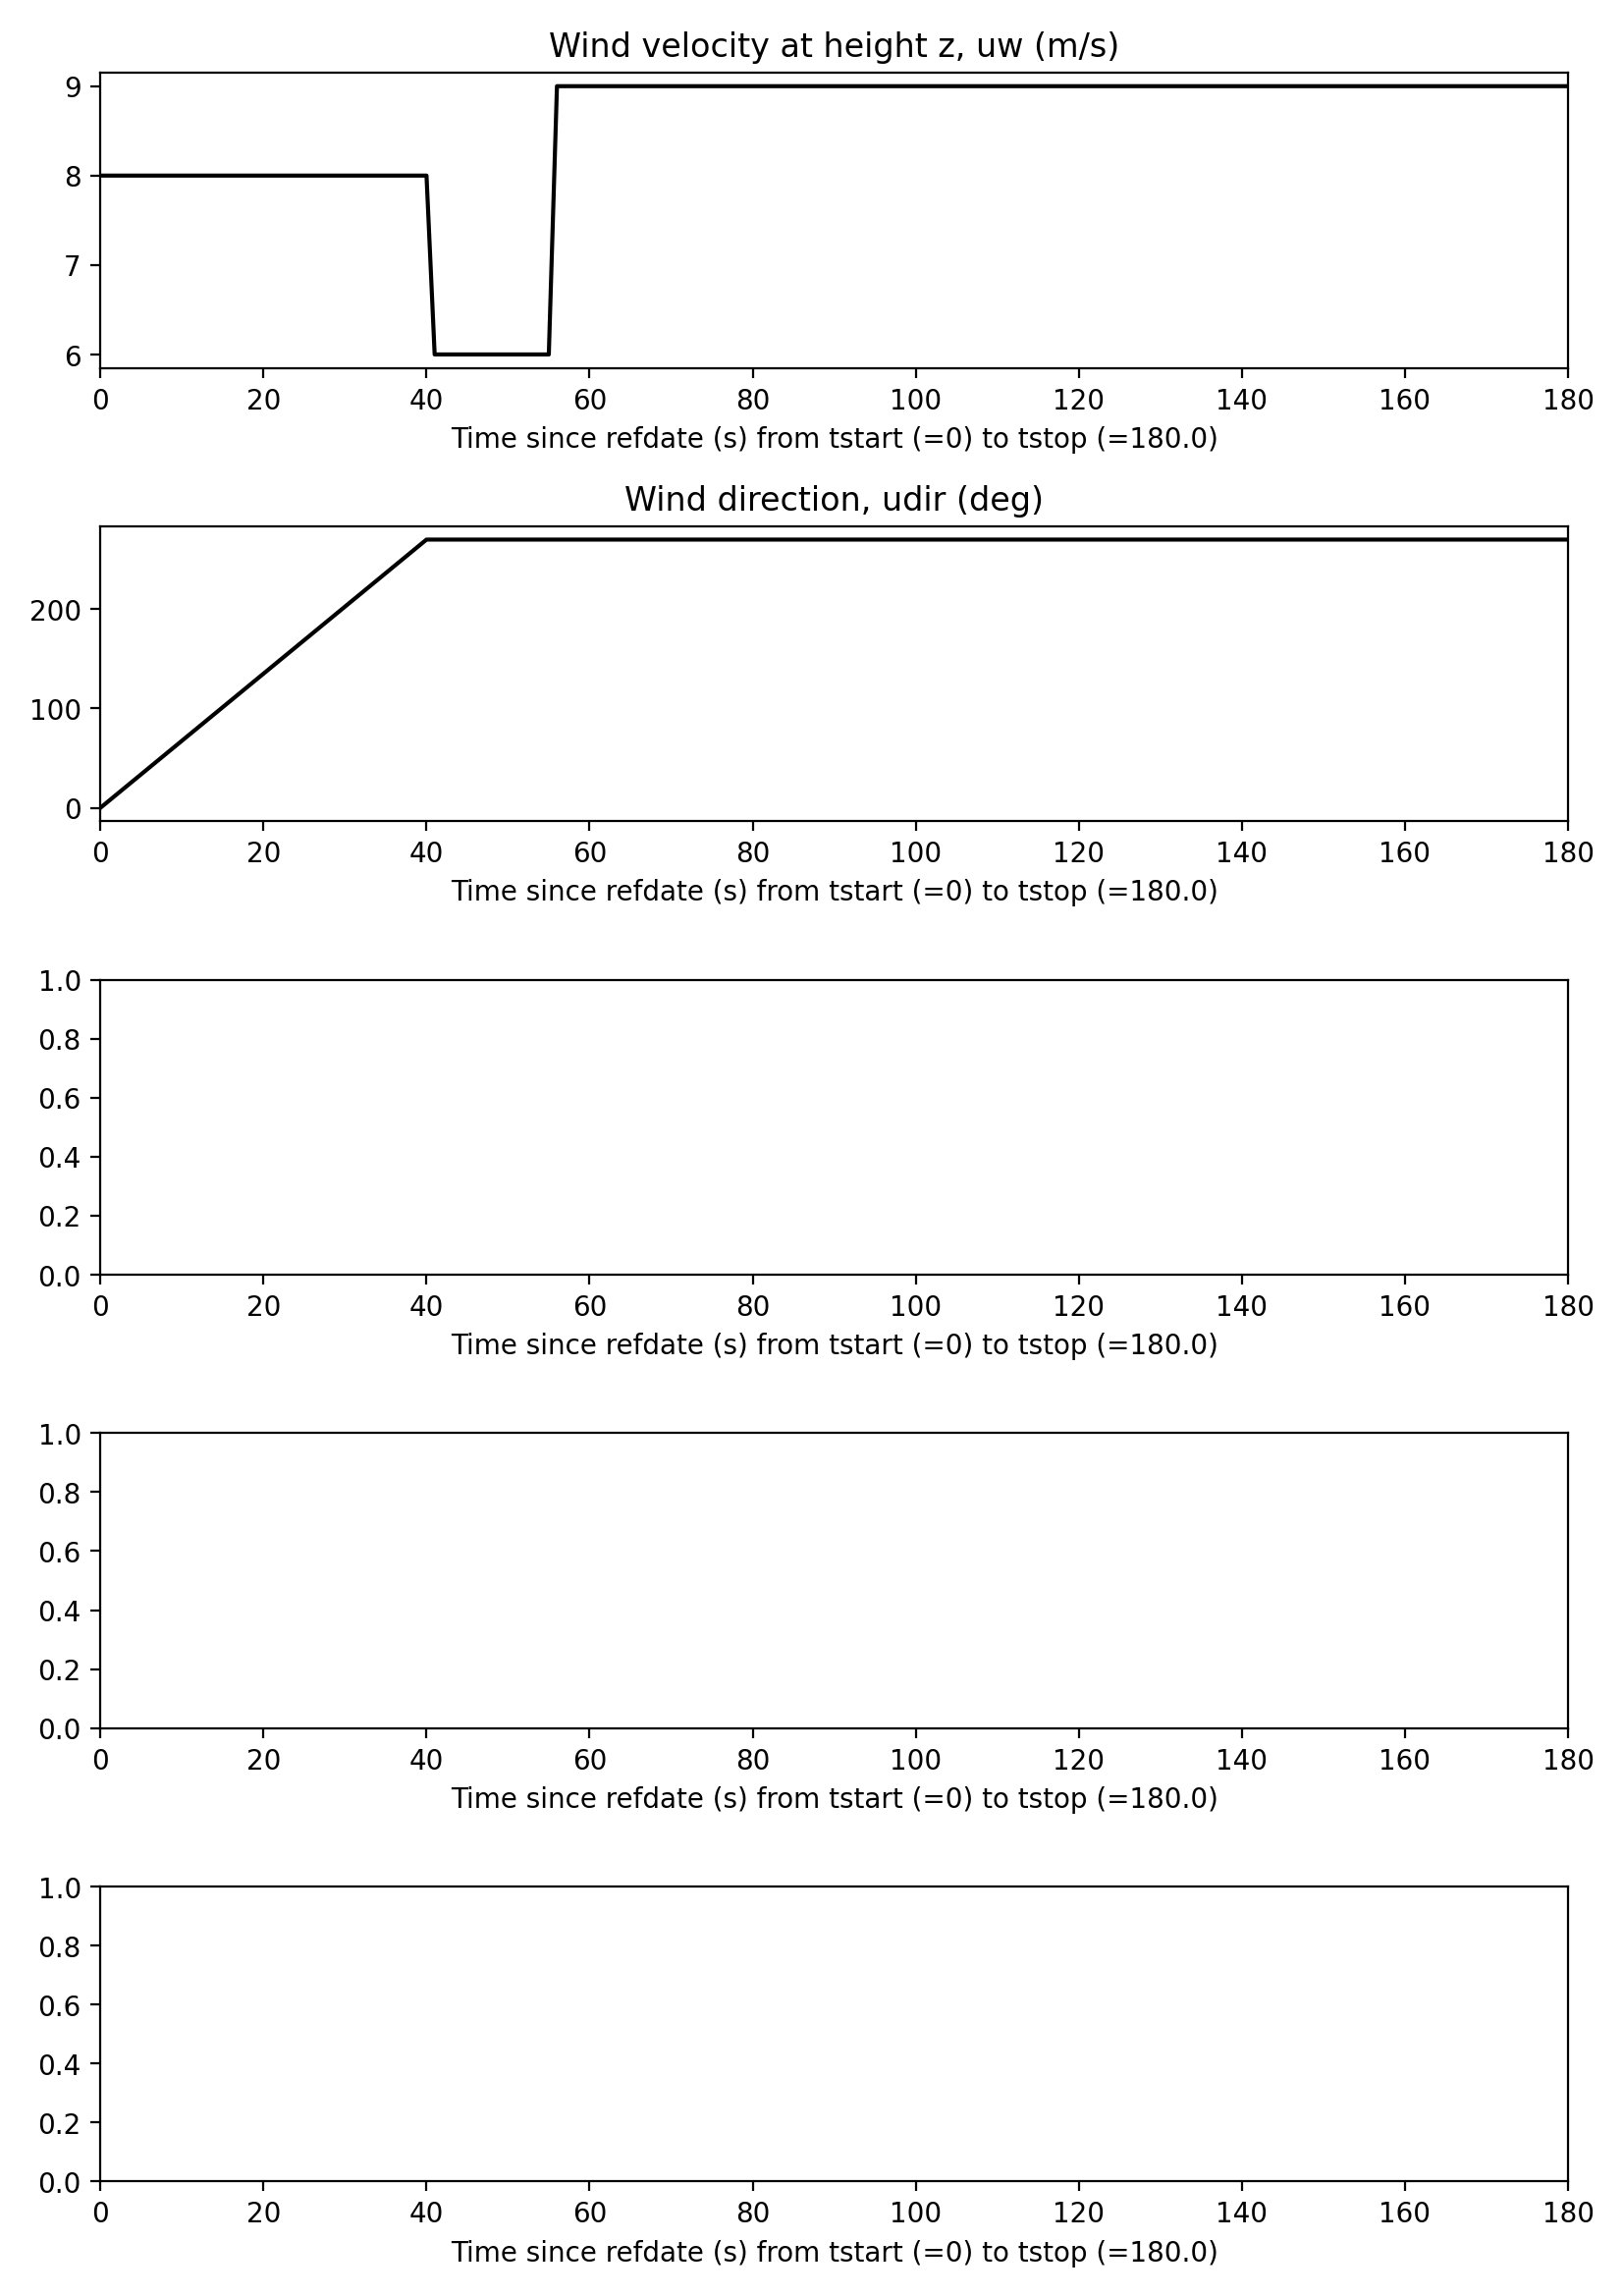 Wind velocity at height z, uw (m/s)
9
8
7
6
0 20 40 60 80 100 120 140 160 180
Time since refdate (s) from tstart (=0) to tstop (=180.0)
Wind direction, udir (deg)
200
100
0
0 20 40 60 80 100 120 140 160 180
Time since refdate (s) from tstart (=0) to tstop (=180.0)
1.0
0.8
0.6
0.4
0.2
0.0
0 20 40 60 80 100 120 140 160 180
Time since refdate (s) from tstart (=0) to tstop (=180.0)
1.0
0.8
0.6
0.4
0.2
0.0
0 20 40 60 80 100 120 140 160 180
Time since refdate (s) from tstart (=0) to tstop (=180.0)
1.0
0.8
0.6
0.4
0.2
0.0
0 20 40 60 80 100 120 140 160 180
Time since refdate (s) from tstart (=0) to tstop (=180.0)